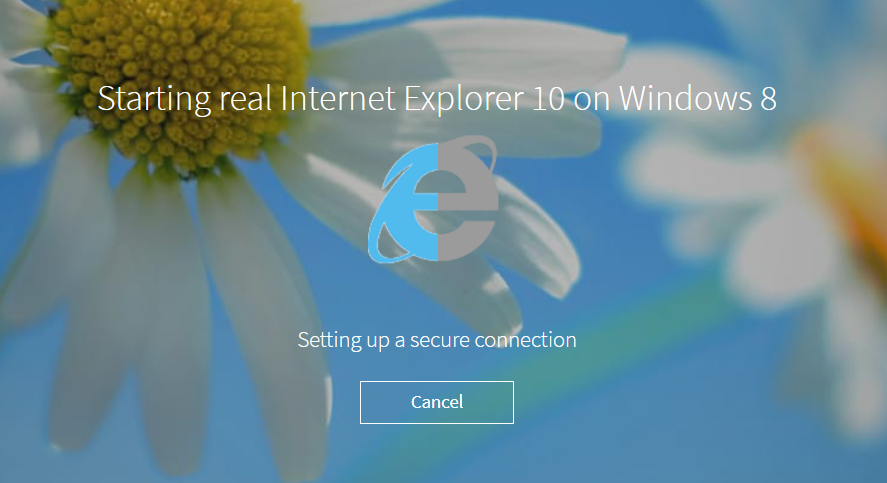 Starting real Internet Explorer 10 on Windows 8
Setting up a secure connection
Cancel